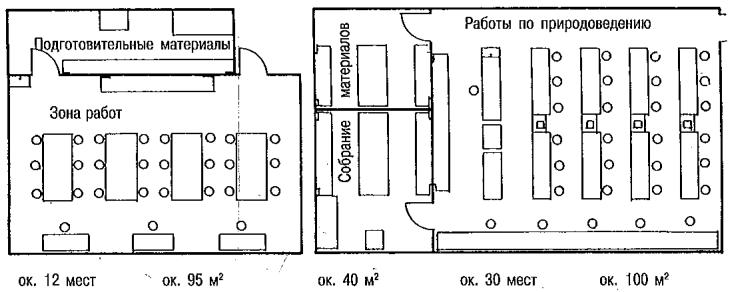 Подготовительные материалы
Зона работ
Собрание материалов
Работы по природоведению
ок. 12 мест
ок. 95 м²
ок. 40 м²
ок. 30 мест
ок. 100 м²